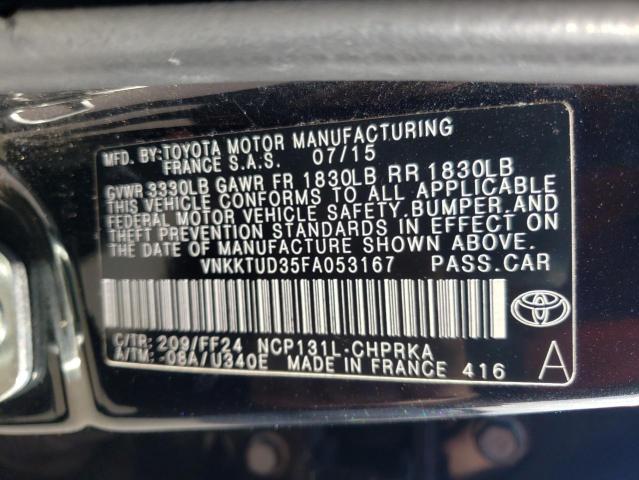 MFD. BY: TOYOTA MOTOR MANUFACTURING
FRANCE S.A.S. 07/15
GVWR 3330LB GAWR FR 1830LB RR 1830LB
THIS VEHICLE CONFORMS TO ALL APPLICABLE
FEDERAL MOTOR VEHICLE SAFETY, BUMPER, AND
THEFT PREVENTION STANDARDS IN EFFECT ON
THE DATE OF MANUFACTURE SHOWN ABOVE.
VNKKTUD35FA053167 PASS.CAR
C/TR: 209/FF24 NCP131L-CHPRKA
A/TM: -08A/U340E MADE IN FRANCE 416 A